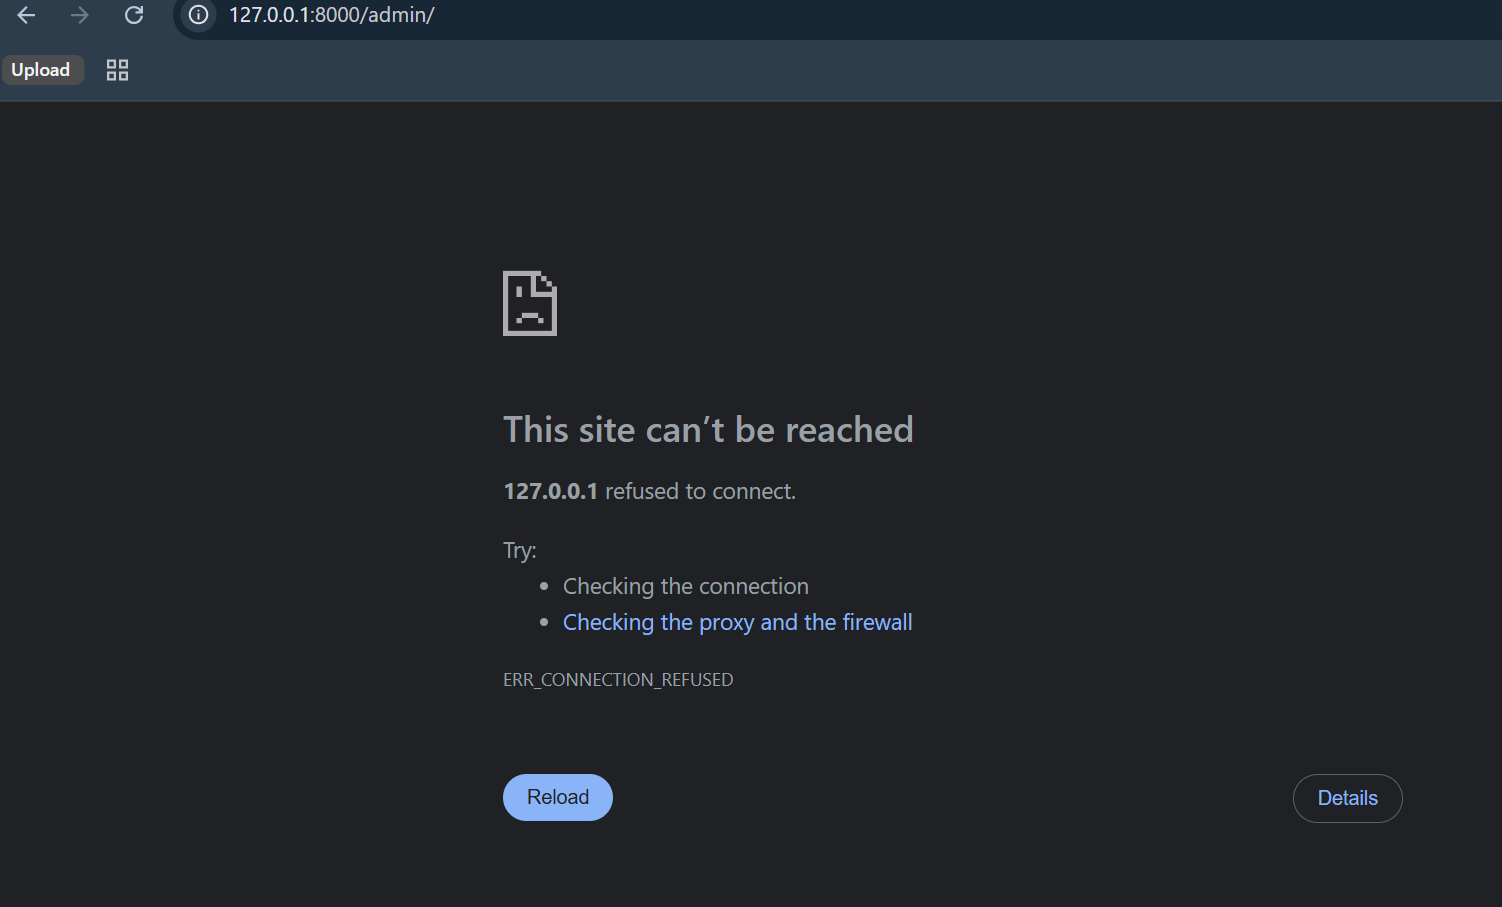 127.0.0.1:8000/admin/
Upload
This site can’t be reached
127.0.0.1 refused to connect.
Try:
Checking the connection
Checking the proxy and the firewall
ERR_CONNECTION_REFUSED
Reload
Details